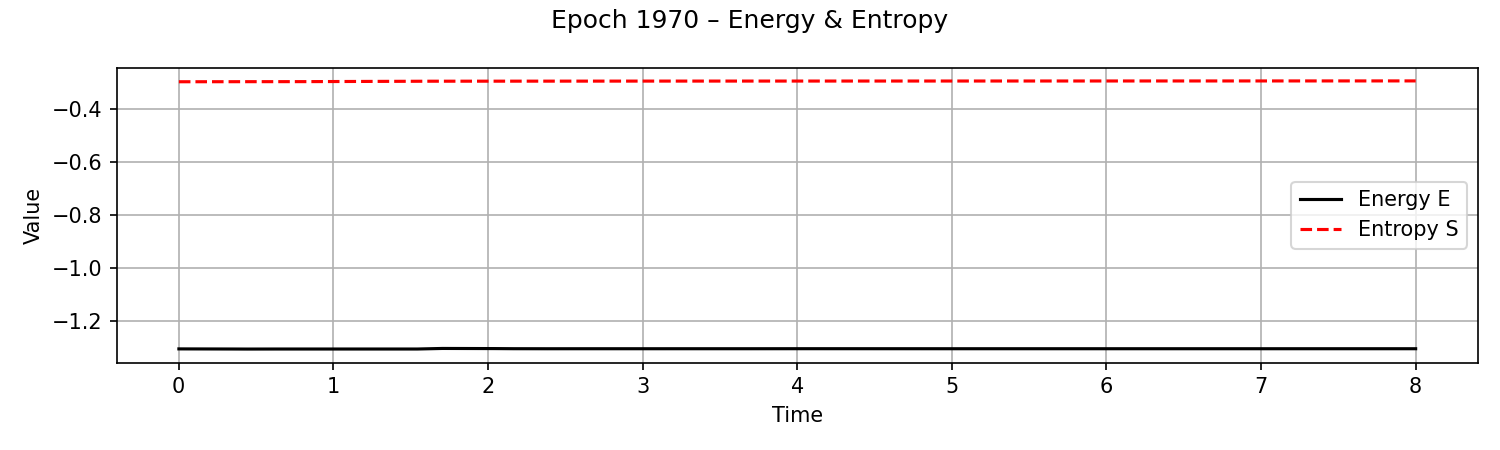 Epoch 1970 – Energy & Entropy
−0.4
−0.6
−0.8
−1.0
−1.2
Value
Energy E
Entropy S
0 1 2 3 4 5 6 7 8
Time